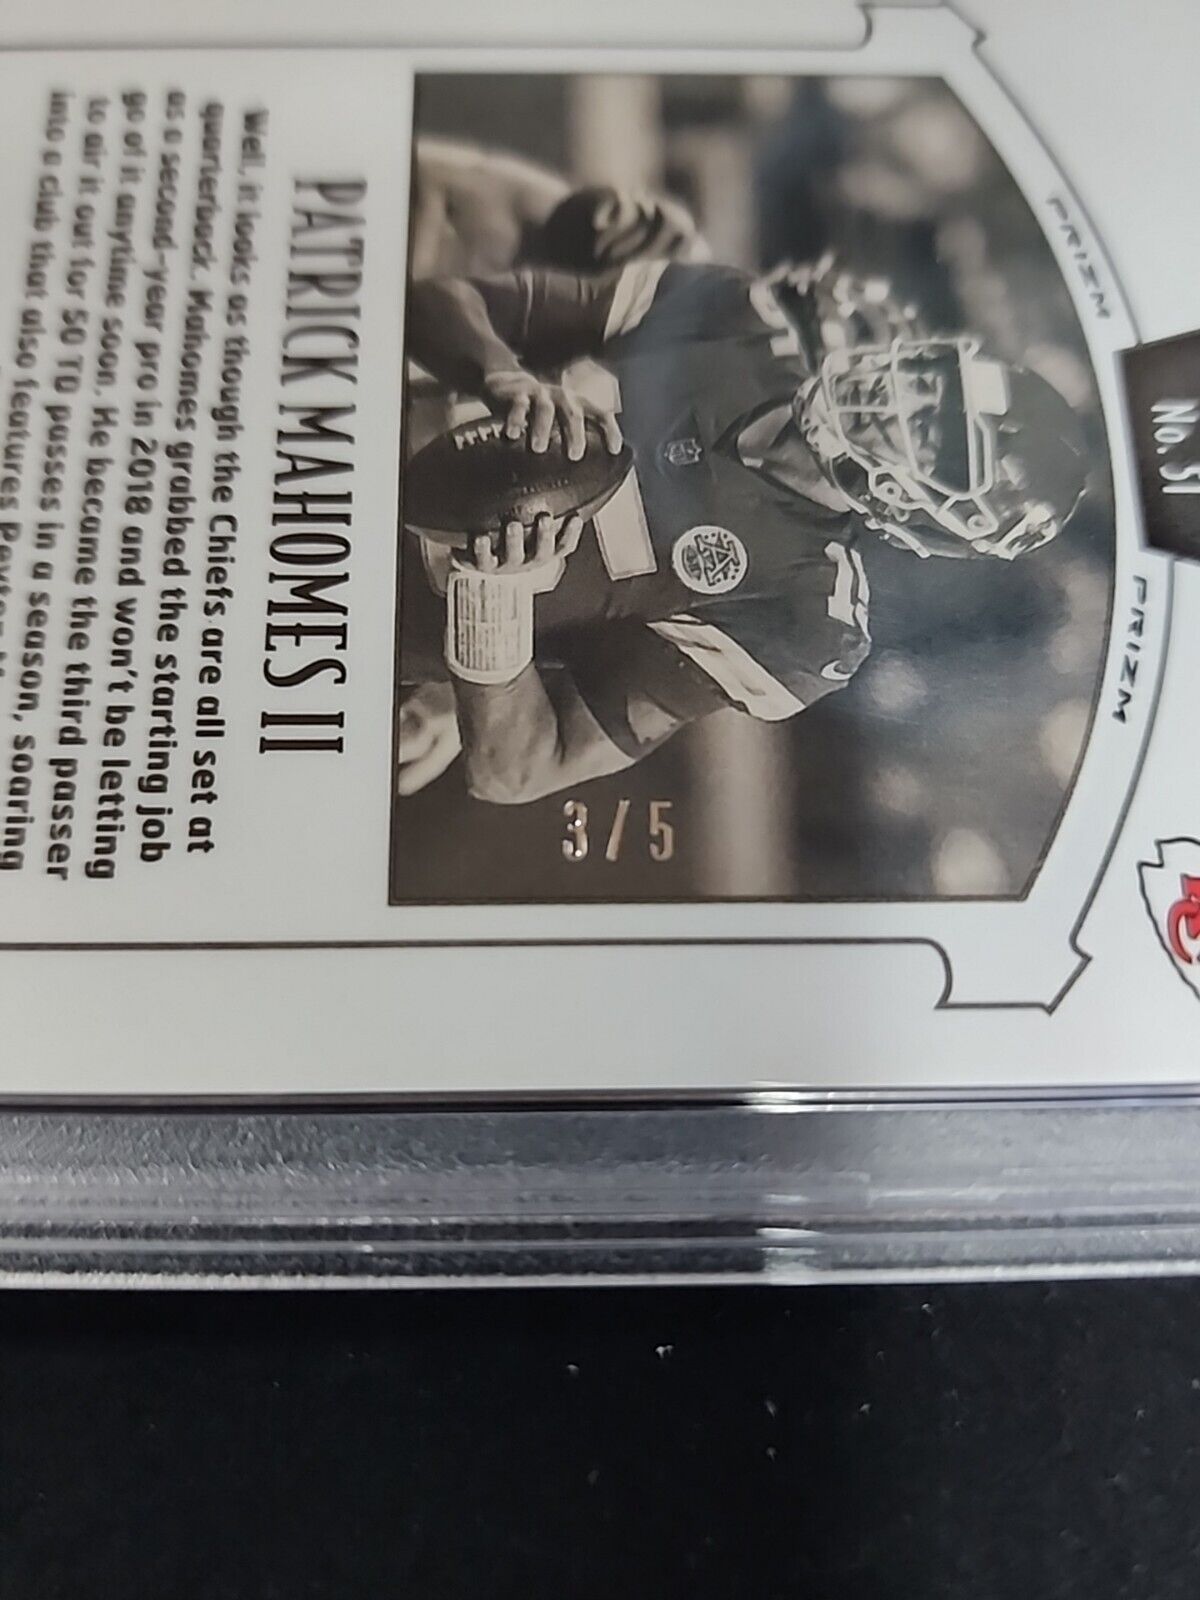 No. 31
PRIZM PRIZM
3/5
PATRICK MAHOMES II
Well, it looks as though the Chiefs are all set at
quarterback. Mahomes grabbed the starting job
as a second-year pro in 2018 and won't be letting
go of it anytime soon. He became the third passer
to air it out for 50 TD passes in a season, soaring
into a club that also features